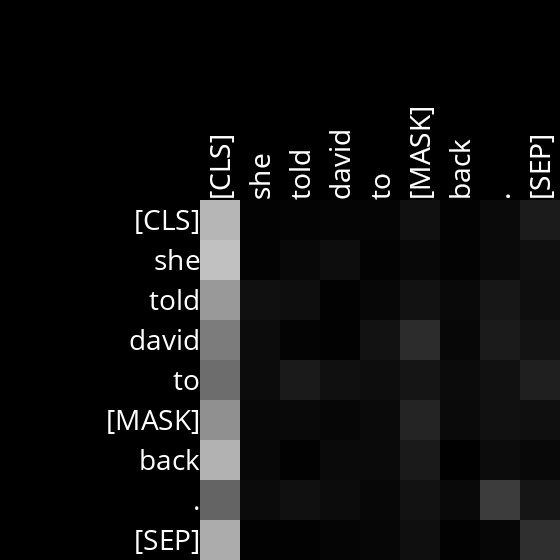 [CLS] she told david to [MASK] back . [SEP]
[CLS]
she
told
david
to
[MASK]
back
.
[SEP]